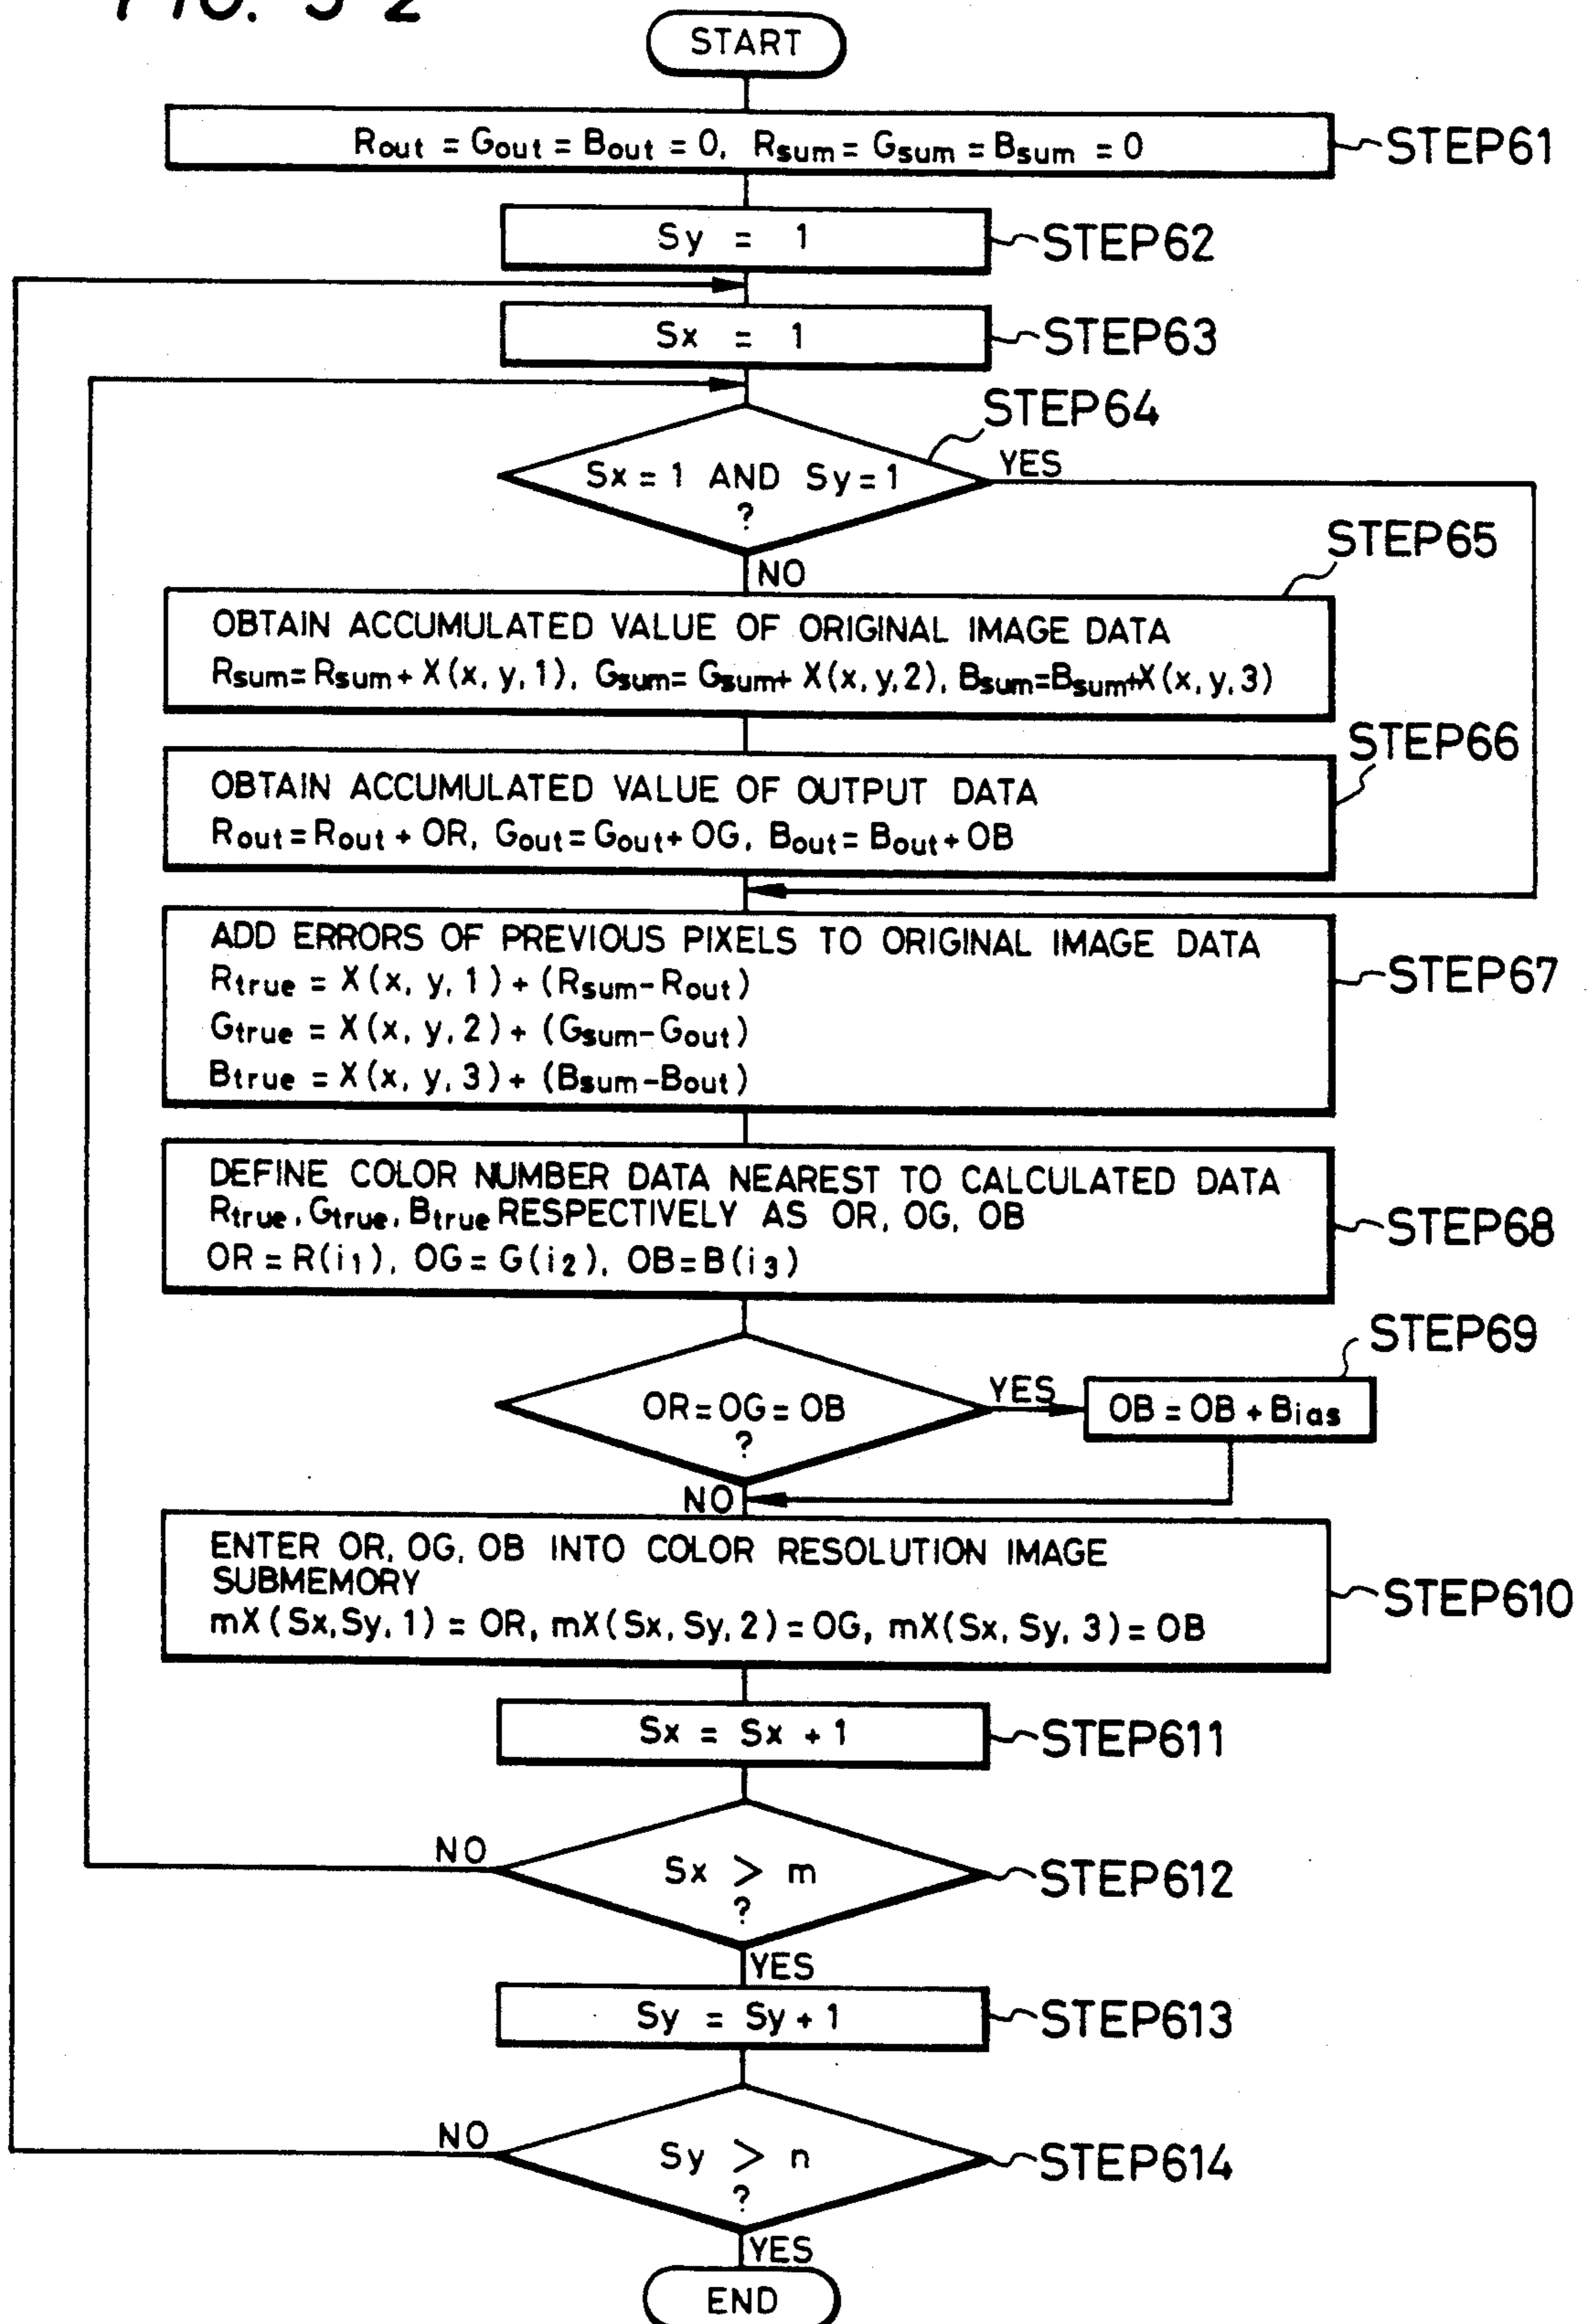 FIG. 5-2
START
Rout = Gout = Bout = 0, Rsum = Gsum = Bsum = 0
STEP61
Sy = 1
STEP62
Sx = 1
STEP63
STEP64
Sx = 1 AND Sy = 1
?
YES
NO
STEP65
OBTAIN ACCUMULATED VALUE OF ORIGINAL IMAGE DATA
Rsum = Rsum + X(x, y, 1), Gsum = Gsum + X(x, y, 2), Bsum = Bsum + X(x, y, 3)
STEP66
OBTAIN ACCUMULATED VALUE OF OUTPUT DATA
Rout = Rout + OR, Gout = Gout + OG, Bout = Bout + OB
ADD ERRORS OF PREVIOUS PIXELS TO ORIGINAL IMAGE DATA
Rtrue = X(x, y, 1) + (Rsum - Rout)
Gtrue = X(x, y, 2) + (Gsum - Gout)
Btrue = X(x, y, 3) + (Bsum - Bout)
STEP67
DEFINE COLOR NUMBER DATA NEAREST TO CALCULATED DATA
Rtrue, Gtrue, Btrue RESPECTIVELY AS OR, OG, OB
OR = R(i1), OG = G(i2), OB = B(i3)
STEP68
STEP69
OR = OG = OB
?
YES
OB = OB + Bias
NO
ENTER OR, OG, OB INTO COLOR RESOLUTION IMAGE
SUBMEMORY
mX(Sx, Sy, 1) = OR, mX(Sx, Sy, 2) = OG, mX(Sx, Sy, 3) = OB
STEP610
Sx = Sx + 1
STEP611
NO
Sx > m
?
STEP612
YES
Sy = Sy + 1
STEP613
NO
Sy > n
?
STEP614
YES
END